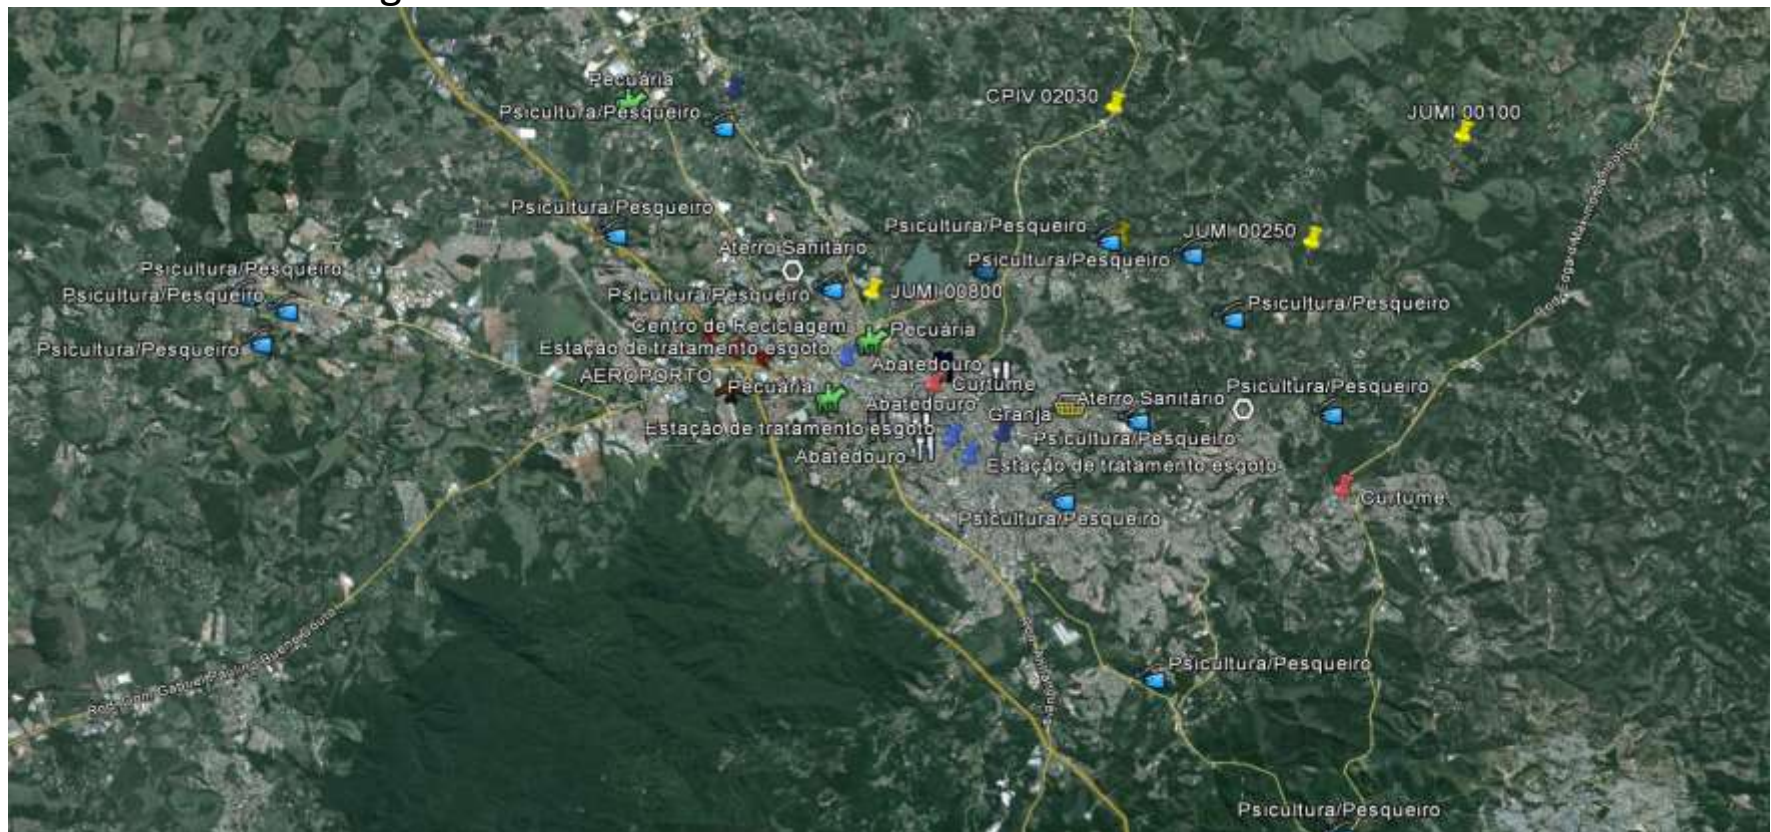 Pecuária
Psicultura/Pesqueiro
CPIV 02030
JUMI 00100
Psicultura/Pesqueiro
Psicultura/Pesqueiro
JUMI 00250
Aterro Sanitário
Psicultura/Pesqueiro
Psicultura/Pesqueiro
Psicultura/Pesqueiro
Psicultura/Pesqueiro
JUMI 00800
Psicultura/Pesqueiro
Centro de Reciclagem
Pecuária
Psicultura/Pesqueiro
Estação de tratamento esgoto
Abatedouro
AEROPORTO
Pecuária
Curtume
Psicultura/Pesqueiro
Abatedouro
Granja
Aterro Sanitário
Estação de tratamento esgoto
Psicultura/Pesqueiro
Abatedouro
Estação de tratamento esgoto
Curtume
Psicultura/Pesqueiro
Psicultura/Pesqueiro
Psicultura/Pesqueiro